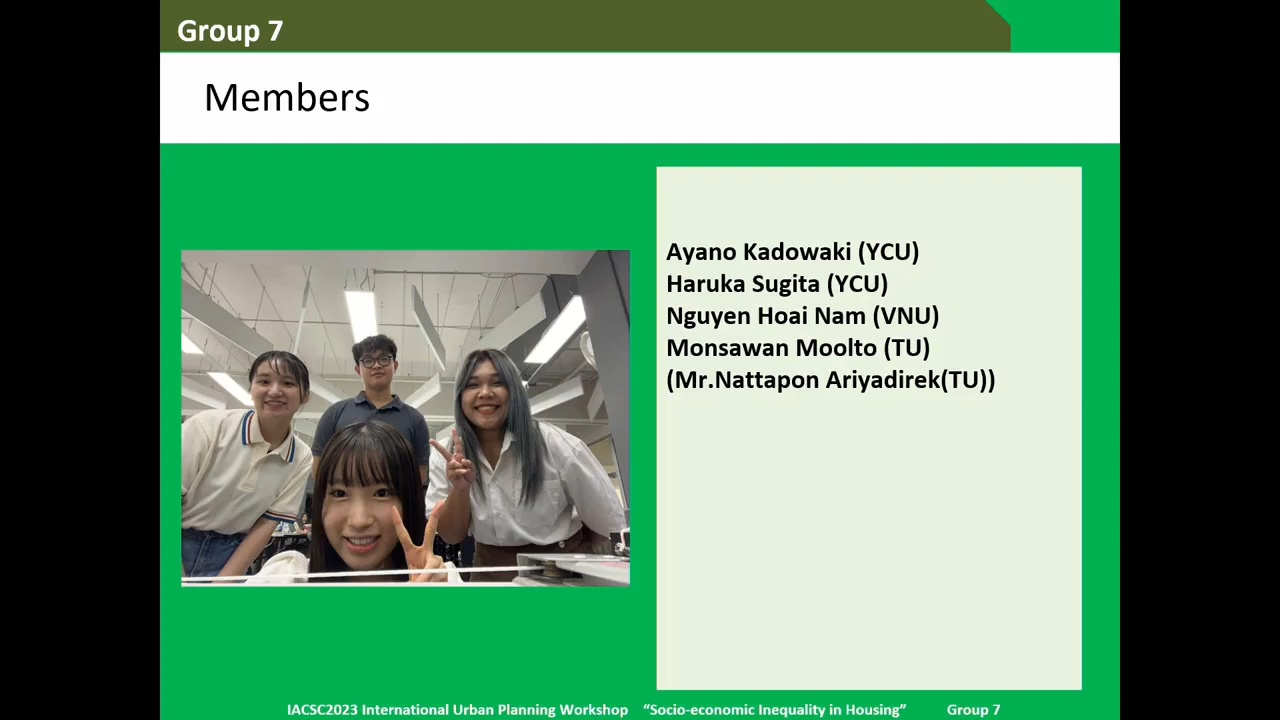 Group 7
Members
Ayano Kadowaki (YCU)
Haruka Sugita (YCU)
Nguyen Hoai Nam (VNU)
Monsawan Moolto (TU)
(Mr.Nattapon Ariyadirek(TU))
IACSC2023 International Urban Planning Workshop “Socio-economic Inequality in Housing” Group 7